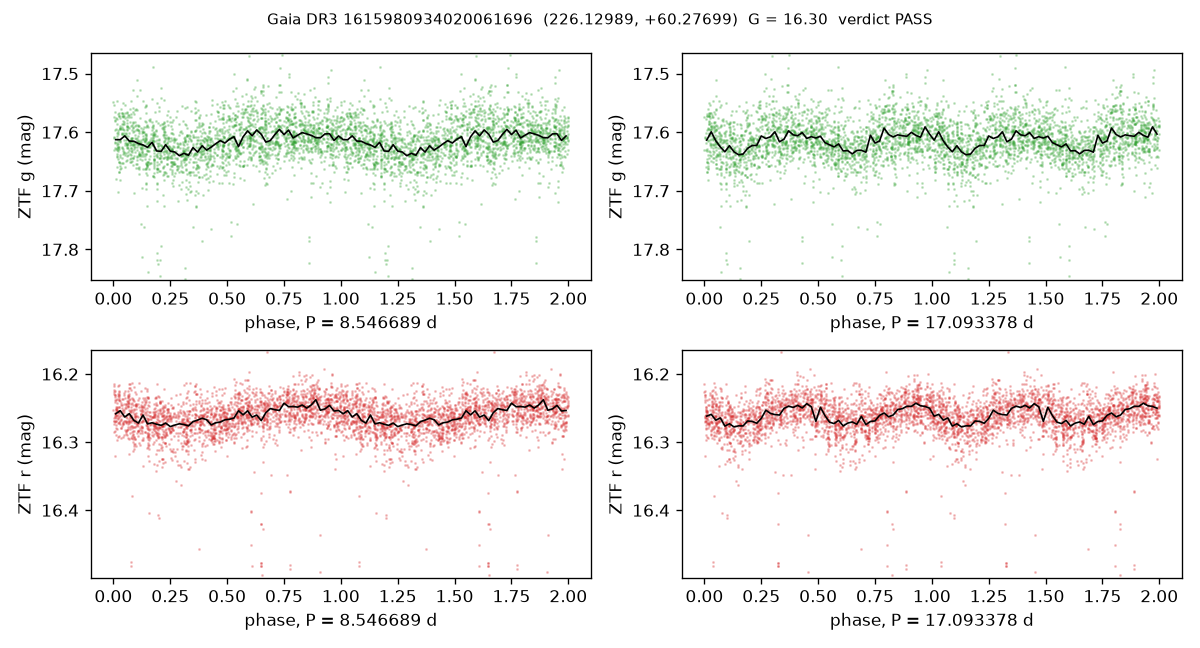 Gaia DR3 1615980934020061696  (226.12989, +60.27699)  G = 16.30  verdict PASS
ZTF g (mag)
17.5
17.6
17.7
17.8
0.00 0.25 0.50 0.75 1.00 1.25 1.50 1.75 2.00
phase, P = 8.546689 d
ZTF g (mag)
17.5
17.6
17.7
17.8
0.00 0.25 0.50 0.75 1.00 1.25 1.50 1.75 2.00
phase, P = 17.093378 d
ZTF r (mag)
16.2
16.3
16.4
0.00 0.25 0.50 0.75 1.00 1.25 1.50 1.75 2.00
phase, P = 8.546689 d
ZTF r (mag)
16.2
16.3
16.4
0.00 0.25 0.50 0.75 1.00 1.25 1.50 1.75 2.00
phase, P = 17.093378 d